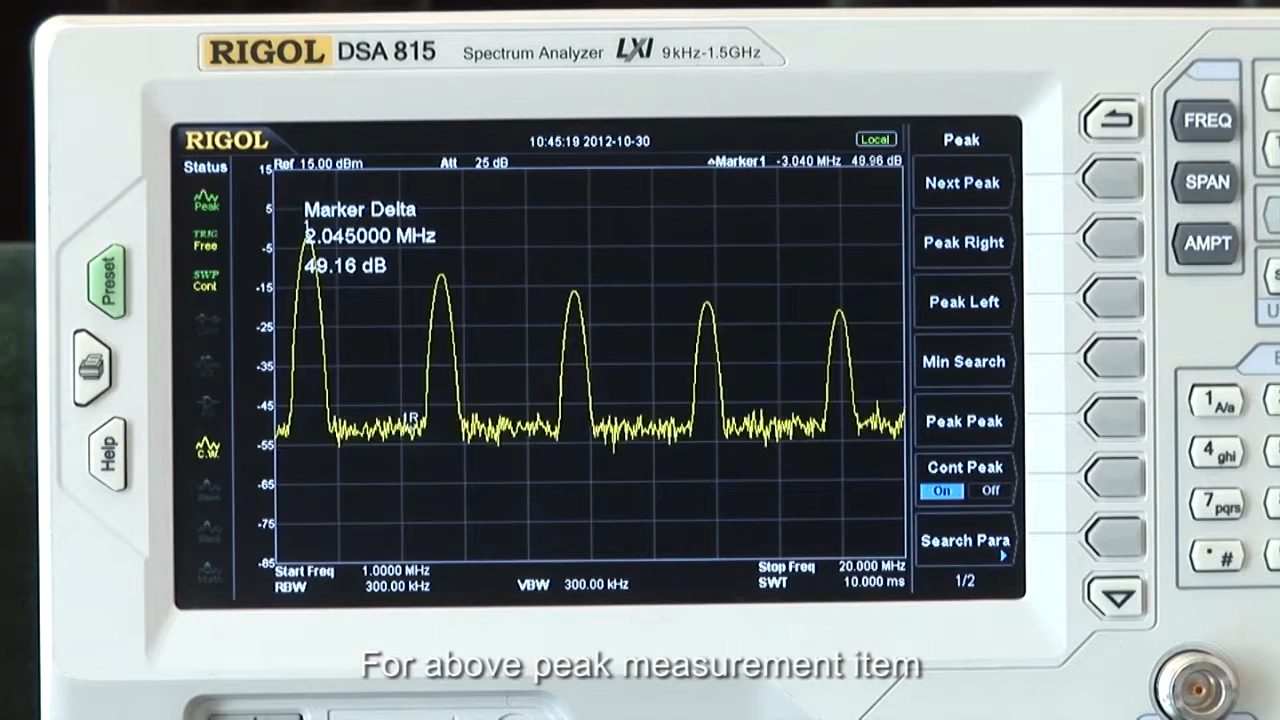 RIGOL DSA 815 Spectrum Analyzer LXI 9kHz-1.5GHz
RIGOL 10:45:19 2012-10-30 Local
Status
Ref 15.00 dBm Att 25 dB Marker1 -3.040 MHz 49.96 dB
15
5
-5
-15
-25
-35
-45
-55
-65
-75
-85
Marker Delta
2.045000 MHz
49.16 dB
1
1R
Peak
TRIG
Free
SWP
Cont
C.W.
Start Freq 1.0000 MHz Stop Freq 20.000 MHz
RBW 300.00 kHz VBW 300.00 kHz SWT 10.000 ms
Peak
Next Peak
Peak Right
Peak Left
Min Search
Peak Peak
Cont Peak
On Off
Search Para
1/2
Preset
Help
FREQ
SPAN
AMPT
1 A/a
4 ghi
7 pqrs
. #
For above peak measurement item